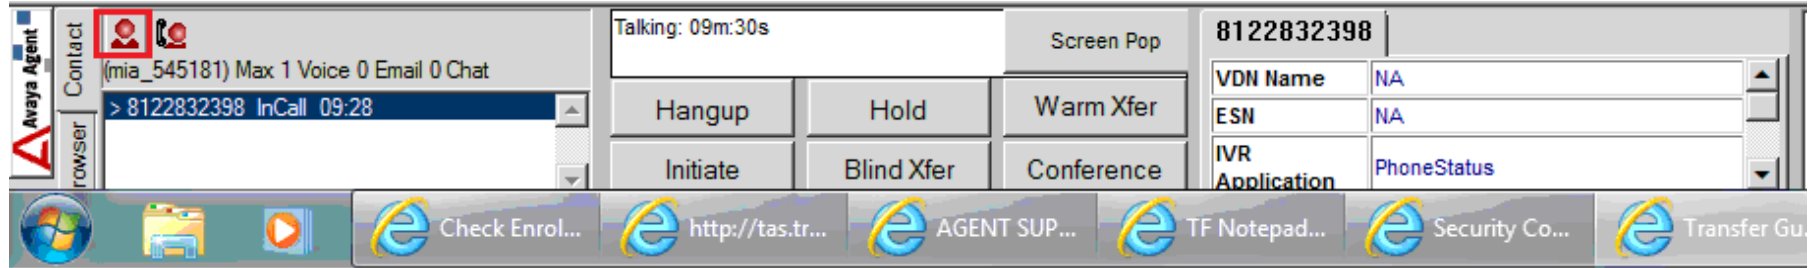 Avaya Agent
Contact
rowser
(mia_545181) Max 1 Voice 0 Email 0 Chat
> 8122832398 InCall 09:28
Talking: 09m:30s
Screen Pop
Hangup
Hold
Warm Xfer
Initiate
Blind Xfer
Conference
8122832398
VDN Name NA
ESN NA
IVR
Application PhoneStatus
Check Enrol...
http://tas.tr...
AGENT SUP...
TF Notepad...
Security Co...
Transfer Gu.